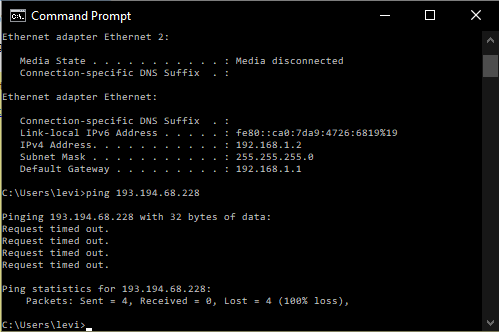 Command Prompt
Ethernet adapter Ethernet 2:
Media State . . . . . . . . . . . : Media disconnected
Connection-specific DNS Suffix  . :
Ethernet adapter Ethernet:
Connection-specific DNS Suffix  . :
Link-local IPv6 Address . . . . . : fe80::ca0:7da9:4726:6819%19
IPv4 Address. . . . . . . . . . . : 192.168.1.2
Subnet Mask . . . . . . . . . . . : 255.255.255.0
Default Gateway . . . . . . . . . : 192.168.1.1
C:\Users\levi>ping 193.194.68.228
Pinging 193.194.68.228 with 32 bytes of data:
Request timed out.
Request timed out.
Request timed out.
Request timed out.
Ping statistics for 193.194.68.228:
Packets: Sent = 4, Received = 0, Lost = 4 (100% loss),
C:\Users\levi>